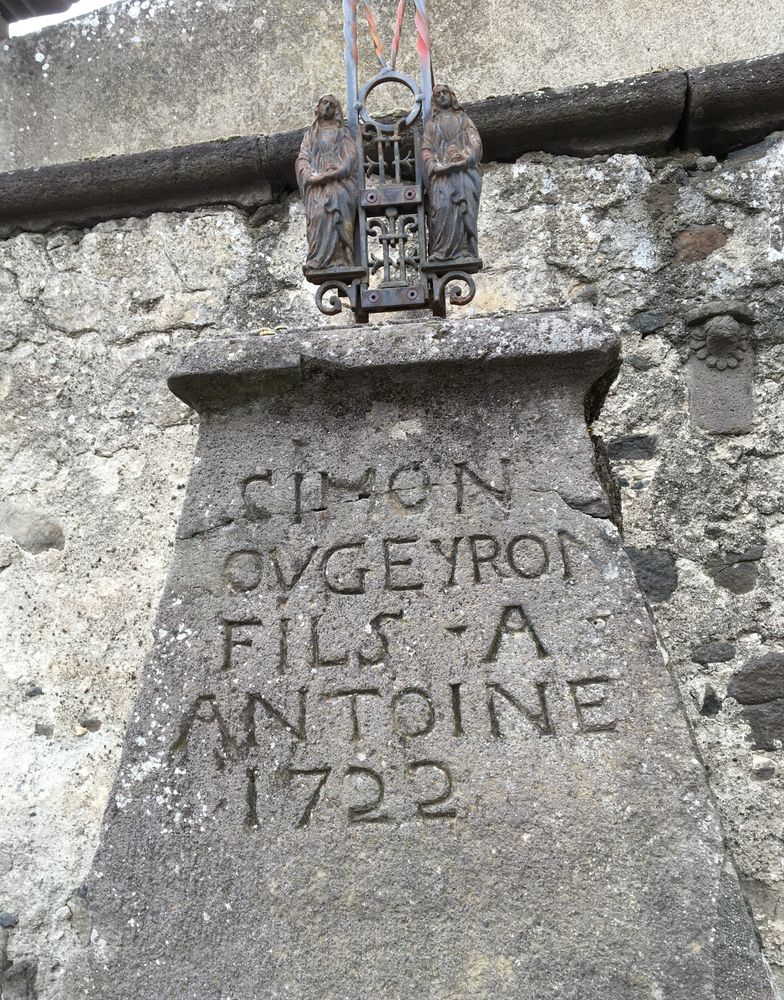 SIMON
OVGEYRON
FILS - A -
ANTOINE
1722